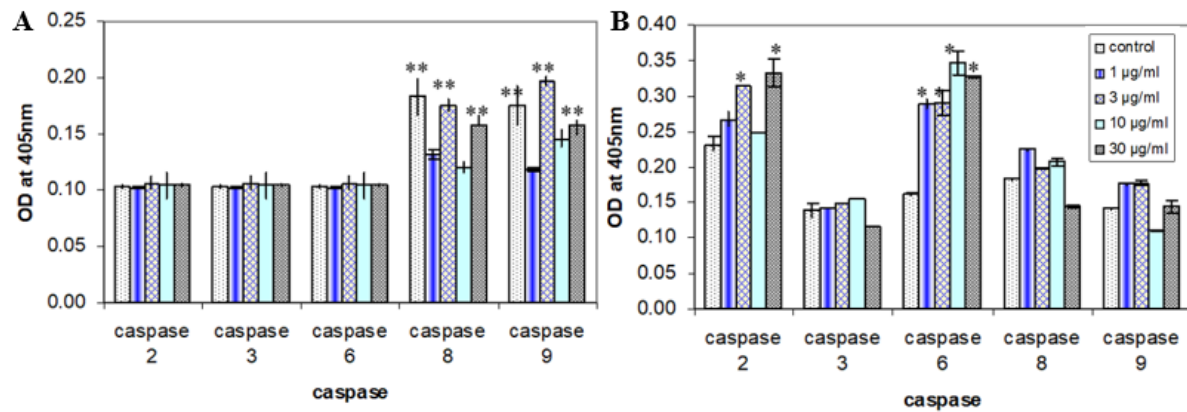 A
0.25
0.20
0.15
0.10
0.05
0.00
OD at 405nm
** ** ** ** ** **
caspase caspase caspase caspase caspase
2 3 6 8 9
caspase
B
0.40
0.35
0.30
0.25
0.20
0.15
0.10
0.05
0.00
OD at 405nm
* * * * * *
control
1 µg/ml
3 µg/ml
10 µg/ml
30 µg/ml
caspase caspase caspase caspase caspase
2 3 6 8 9
caspase